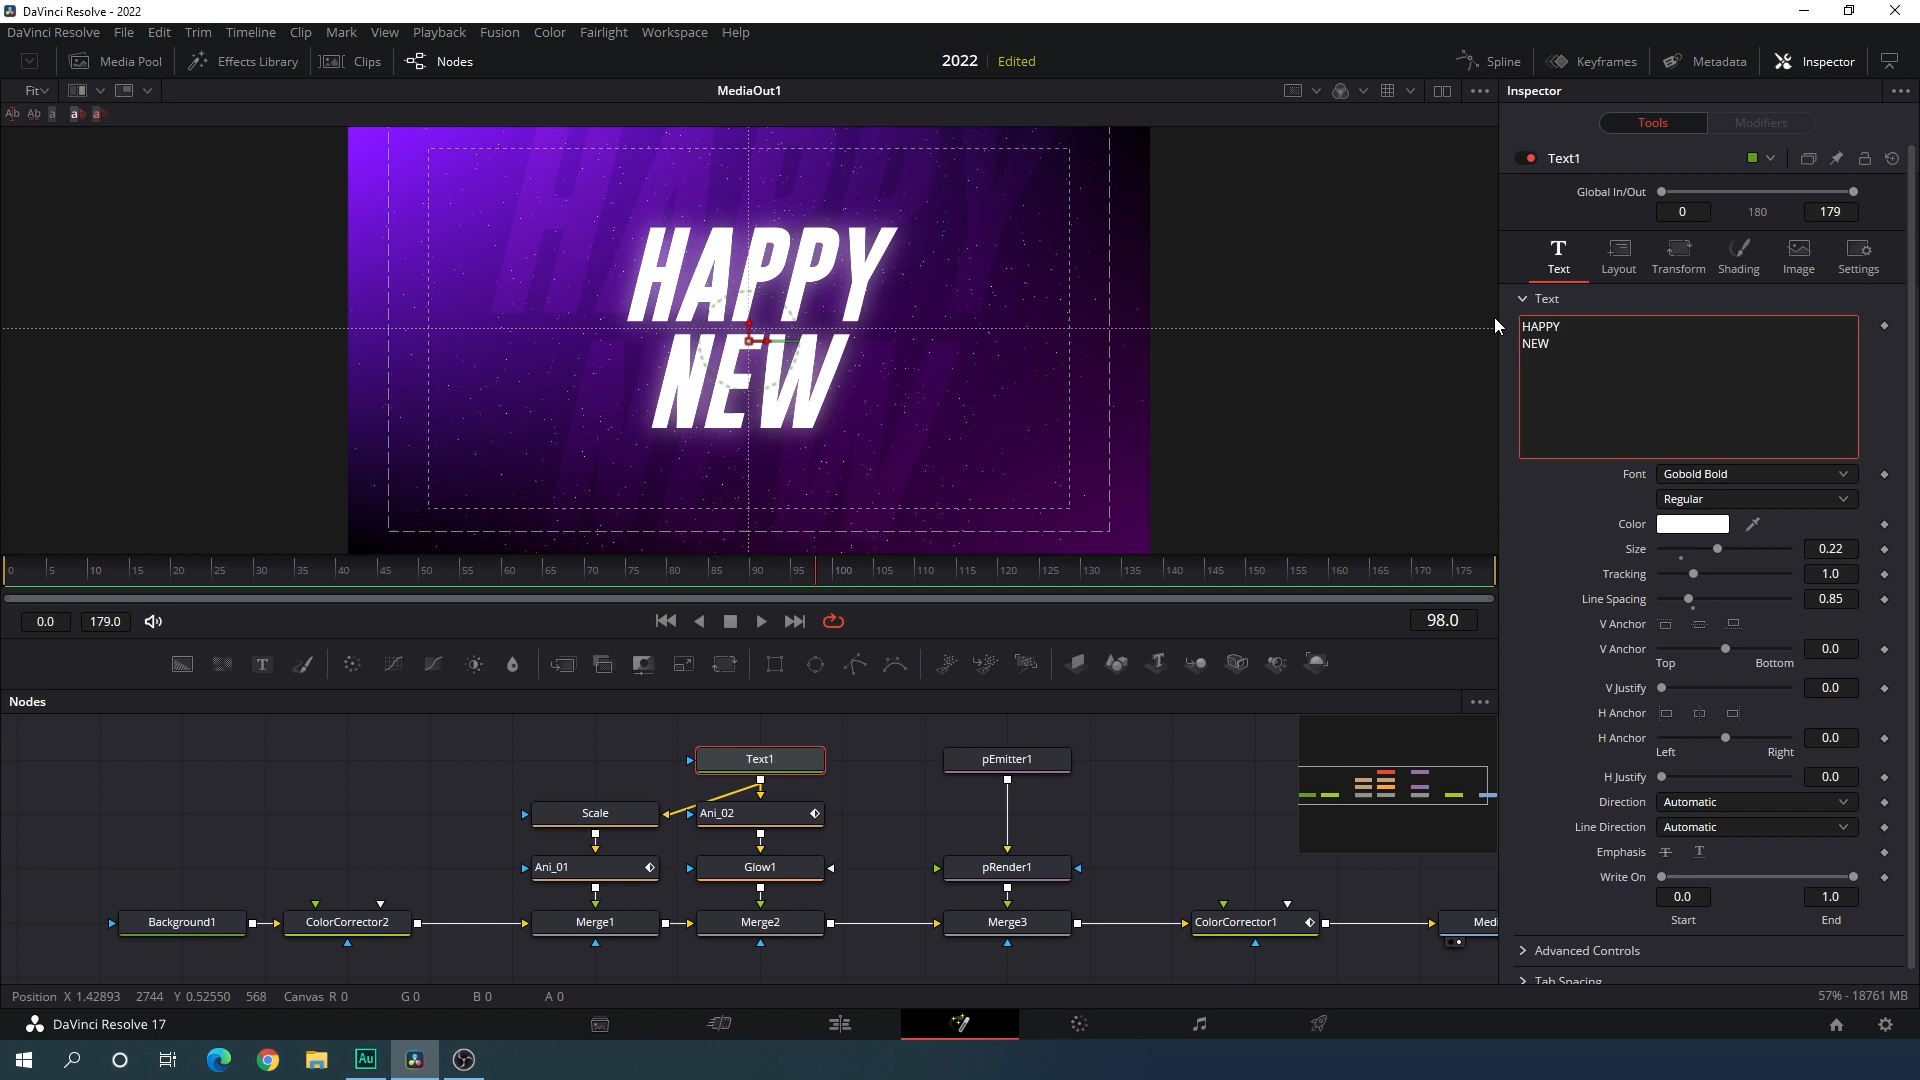 DaVinci Resolve - 2022
DaVinci Resolve File Edit Trim Timeline Clip Mark View Playback Fusion Color Fairlight Workspace Help
Media Pool Effects Library Clips Nodes 2022 Edited Spline Keyframes Metadata Inspector
Fit MediaOut1 Inspector
Tools Modifiers
Text1
Global In/Out
0 180 179
Text Layout Transform Shading Image Settings
Text
HAPPY
NEW
HAPPY
NEW
HAPPY
NEW
Font Gobold Bold
Regular
Color
Size 0.22
Tracking 1.0
Line Spacing 0.85
V Anchor
V Anchor 0.0
Top Bottom
V Justify 0.0
H Anchor
H Anchor 0.0
Left Right
H Justify 0.0
Direction Automatic
Line Direction Automatic
Emphasis T T
Write On
0.0 1.0
Start End
Advanced Controls
Tab Spacing
0 5 10 15 20 25 30 35 40 45 50 55 60 65 70 75 80 85 90 95 100 105 110 115 120 125 130 135 140 145 150 155 160 165 170 175
0.0 179.0 98.0
Nodes
Text1 pEmitter1
Scale Ani_02
Ani_01 Glow1 pRender1
Background1 ColorCorrector2 Merge1 Merge2 Merge3 ColorCorrector1 Medi
Position X 1.42893 2744 Y 0.52550 568 Canvas R 0 G 0 B 0 A 0 57% - 18761 MB
DaVinci Resolve 17
Au